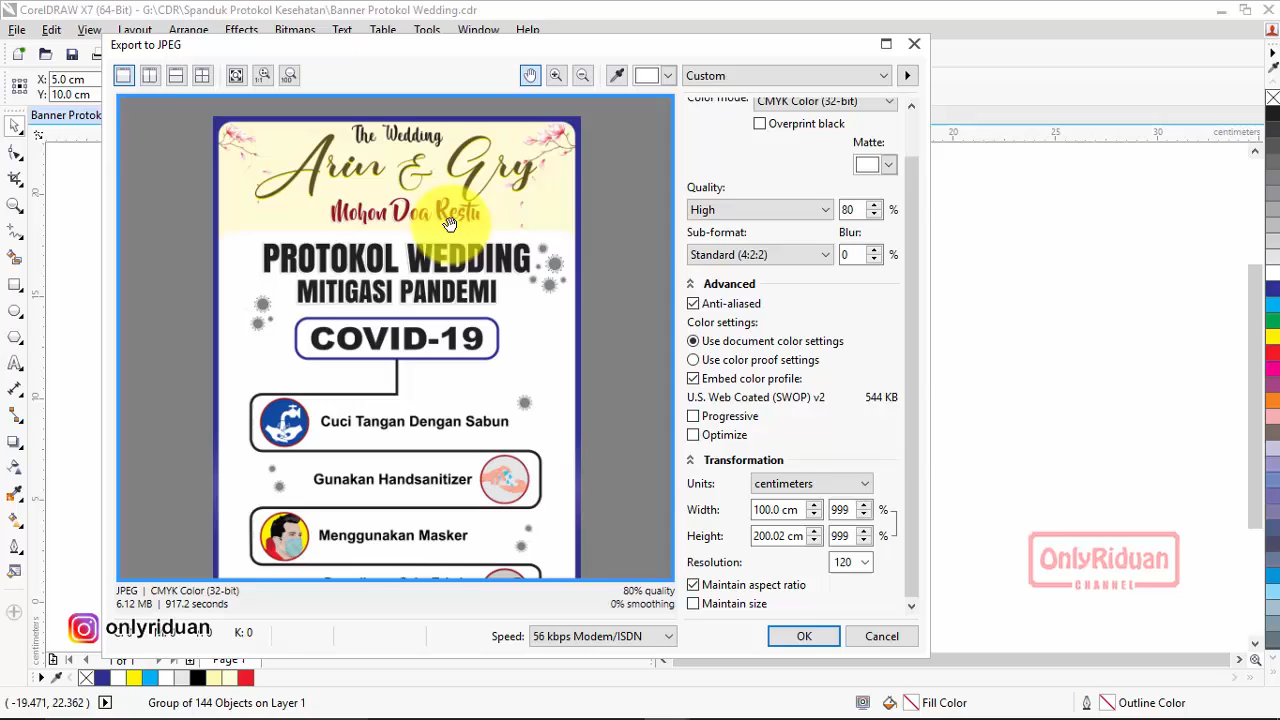 CorelDRAW X7 (64-Bit) - G:\CDR\Spanduk Protokol Kesehatan\Banner Protokol Wedding.cdr
File Edit View Layout Arrange Effects Bitmaps Text Table Tools Window Help
Export to JPEG
X: 5.0 cm
Y: 10.0 cm
Custom
Banner Protok
Color mode: CMYK Color (32-bit)
Overprint black
Matte:
Quality:
High 80 %
Sub-format: Blur:
Standard (4:2:2) 0 %
Advanced
Anti-aliased
Color settings:
Use document color settings
Use color proof settings
Embed color profile:
U.S. Web Coated (SWOP) v2 544 KB
Progressive
Optimize
Transformation
Units: centimeters
Width: 100.0 cm 999 %
Height: 200.02 cm 999 %
Resolution: 120
Maintain aspect ratio
Maintain size
The Wedding
Arin & Gry
Mohon Doa Restu
PROTOKOL WEDDING
MITIGASI PANDEMI
COVID-19
Cuci Tangan Dengan Sabun
Gunakan Handsanitizer
Menggunakan Masker
20 25 30 centimeters
JPEG | CMYK Color (32-bit) 80% quality
6.12 MB | 917.2 seconds 0% smoothing
onlyriduan
K: 0
Speed: 56 kbps Modem/ISDN
OK Cancel
1 of 1 Page 1
OnlyRiduan
CHANNEL
(-19.471, 22.362) Group of 144 Objects on Layer 1 Fill Color Outline Color